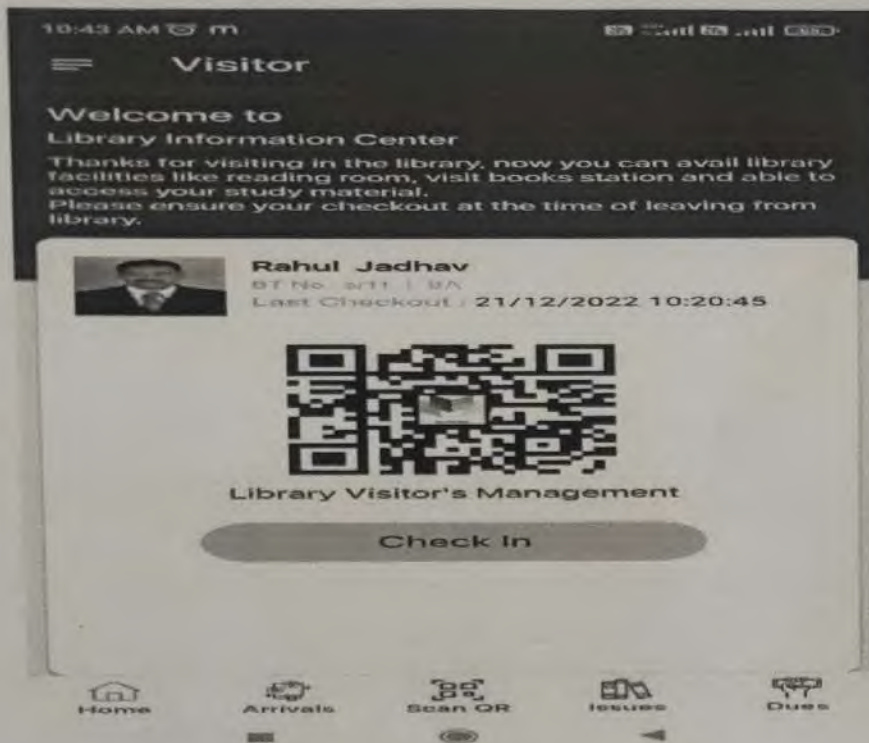 10:43 AM
Visitor
Welcome to
Library Information Center
Thanks for visiting in the library, now you can avail library
facilities like reading room, visit books station and able to
access your study material.
Please ensure your checkout at the time of leaving from
library.
Rahul Jadhav
BT No
Last Checkout : 21/12/2022 10:20:45
Library Visitor's Management
Check In
Home
Arrivals
Scan QR
Issues
Dues